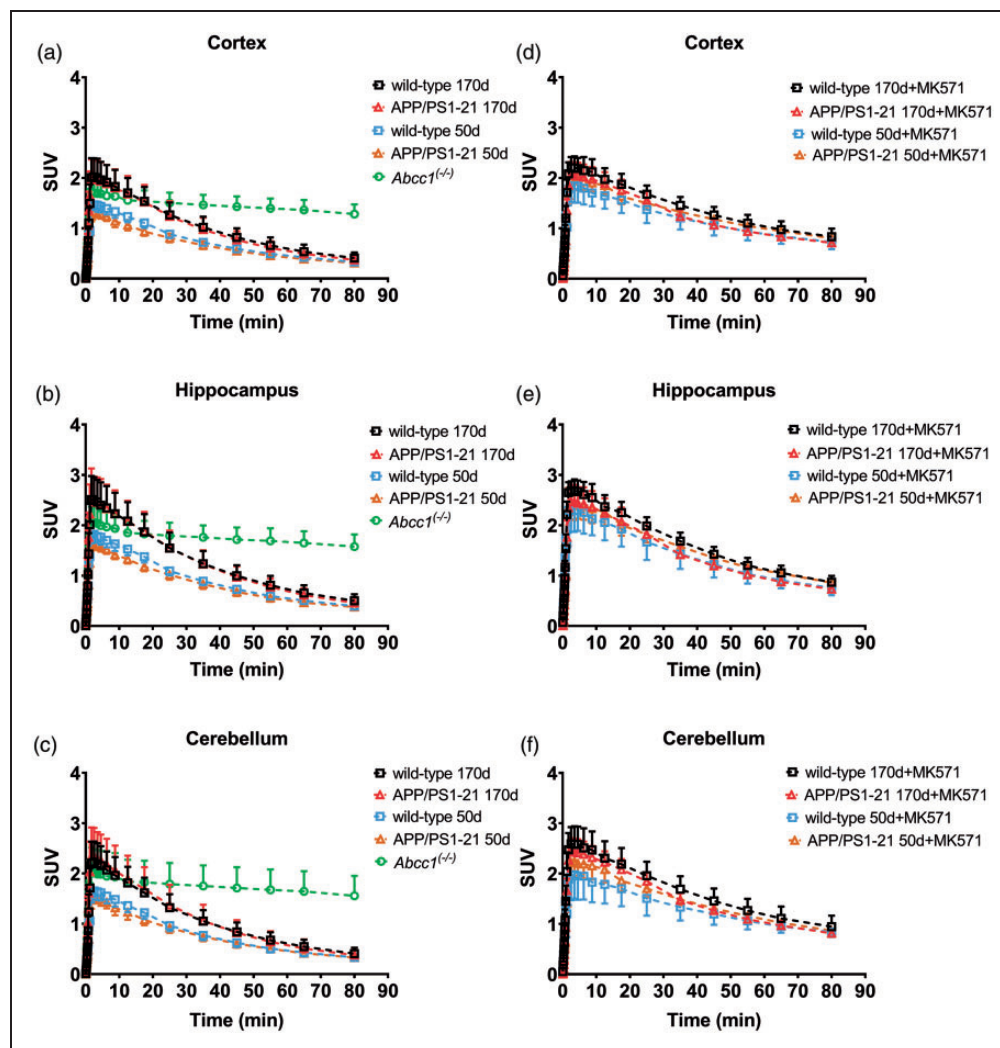 (a)
Cortex
SUV
4
3
2
1
0
0 10 20 30 40 50 60 70 80 90
Time (min)
wild-type 170d
APP/PS1-21 170d
wild-type 50d
APP/PS1-21 50d
Abcc1(-/-)
(d)
Cortex
SUV
4
3
2
1
0
0 10 20 30 40 50 60 70 80 90
Time (min)
wild-type 170d+MK571
APP/PS1-21 170d+MK571
wild-type 50d+MK571
APP/PS1-21 50d+MK571
(b)
Hippocampus
SUV
4
3
2
1
0
0 10 20 30 40 50 60 70 80 90
Time (min)
wild-type 170d
APP/PS1-21 170d
wild-type 50d
APP/PS1-21 50d
Abcc1(-/-)
(e)
Hippocampus
SUV
4
3
2
1
0
0 10 20 30 40 50 60 70 80 90
Time (min)
wild-type 170d+MK571
APP/PS1-21 170d+MK571
wild-type 50d+MK571
APP/PS1-21 50d+MK571
(c)
Cerebellum
SUV
4
3
2
1
0
0 10 20 30 40 50 60 70 80 90
Time (min)
wild-type 170d
APP/PS1-21 170d
wild-type 50d
APP/PS1-21 50d
Abcc1(-/-)
(f)
Cerebellum
SUV
4
3
2
1
0
0 10 20 30 40 50 60 70 80 90
Time (min)
wild-type 170d+MK571
APP/PS1-21 170d+MK571
wild-type 50d+MK571
APP/PS1-21 50d+MK571